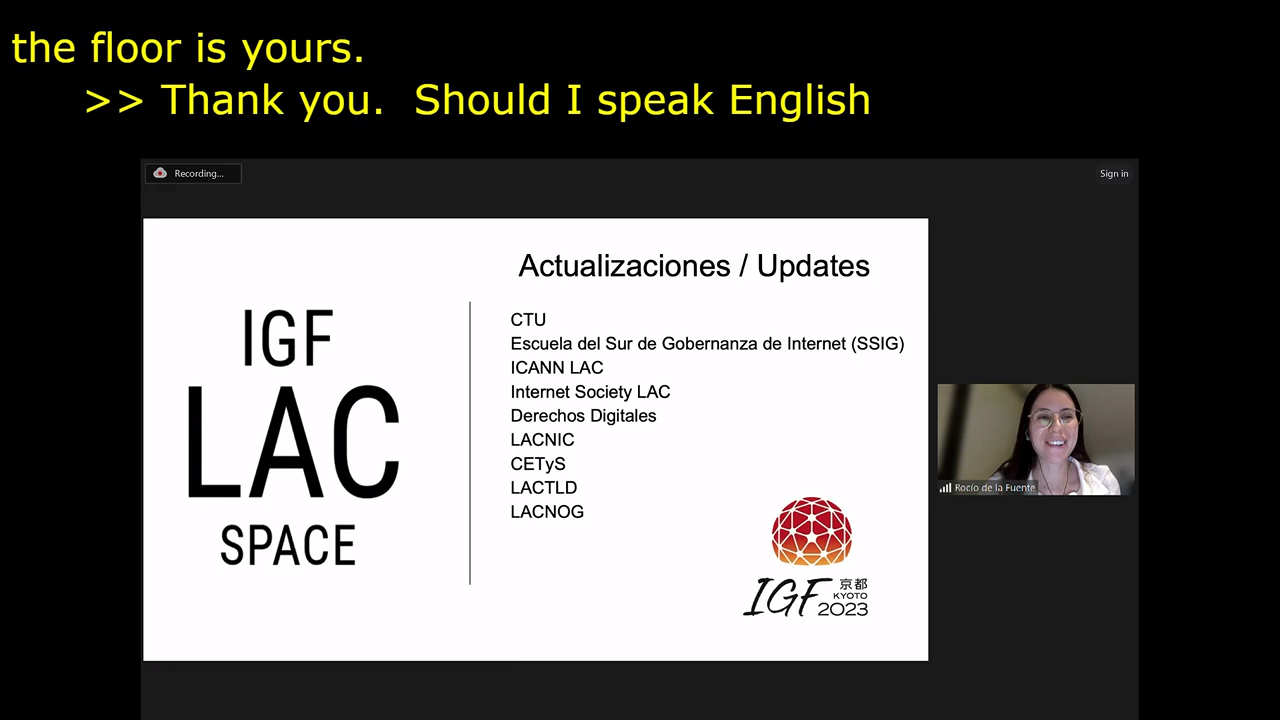 the floor is yours.
>> Thank you. Should I speak English
Recording...
Sign in
Actualizaciones / Updates
IGF
LAC
SPACE
CTU
Escuela del Sur de Gobernanza de Internet (SSIG)
ICANN LAC
Internet Society LAC
Derechos Digitales
LACNIC
CETyS
LACTLD
LACNOG
IGF 京都
KYOTO
2023
Rocío de la Fuente